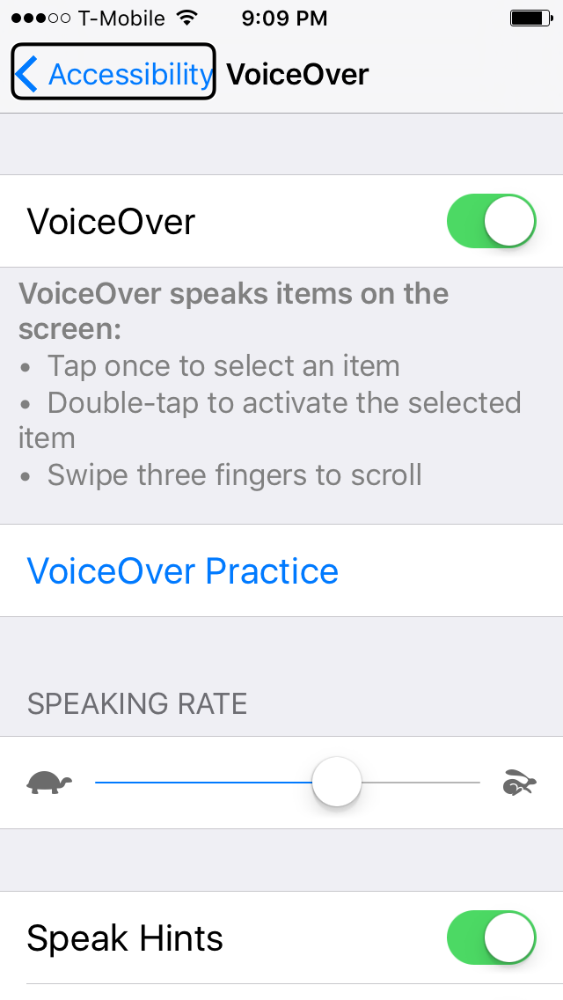 T-Mobile 9:09 PM
Accessibility VoiceOver
VoiceOver
VoiceOver speaks items on the
screen:
• Tap once to select an item
• Double-tap to activate the selected
item
• Swipe three fingers to scroll
VoiceOver Practice
SPEAKING RATE
Speak Hints